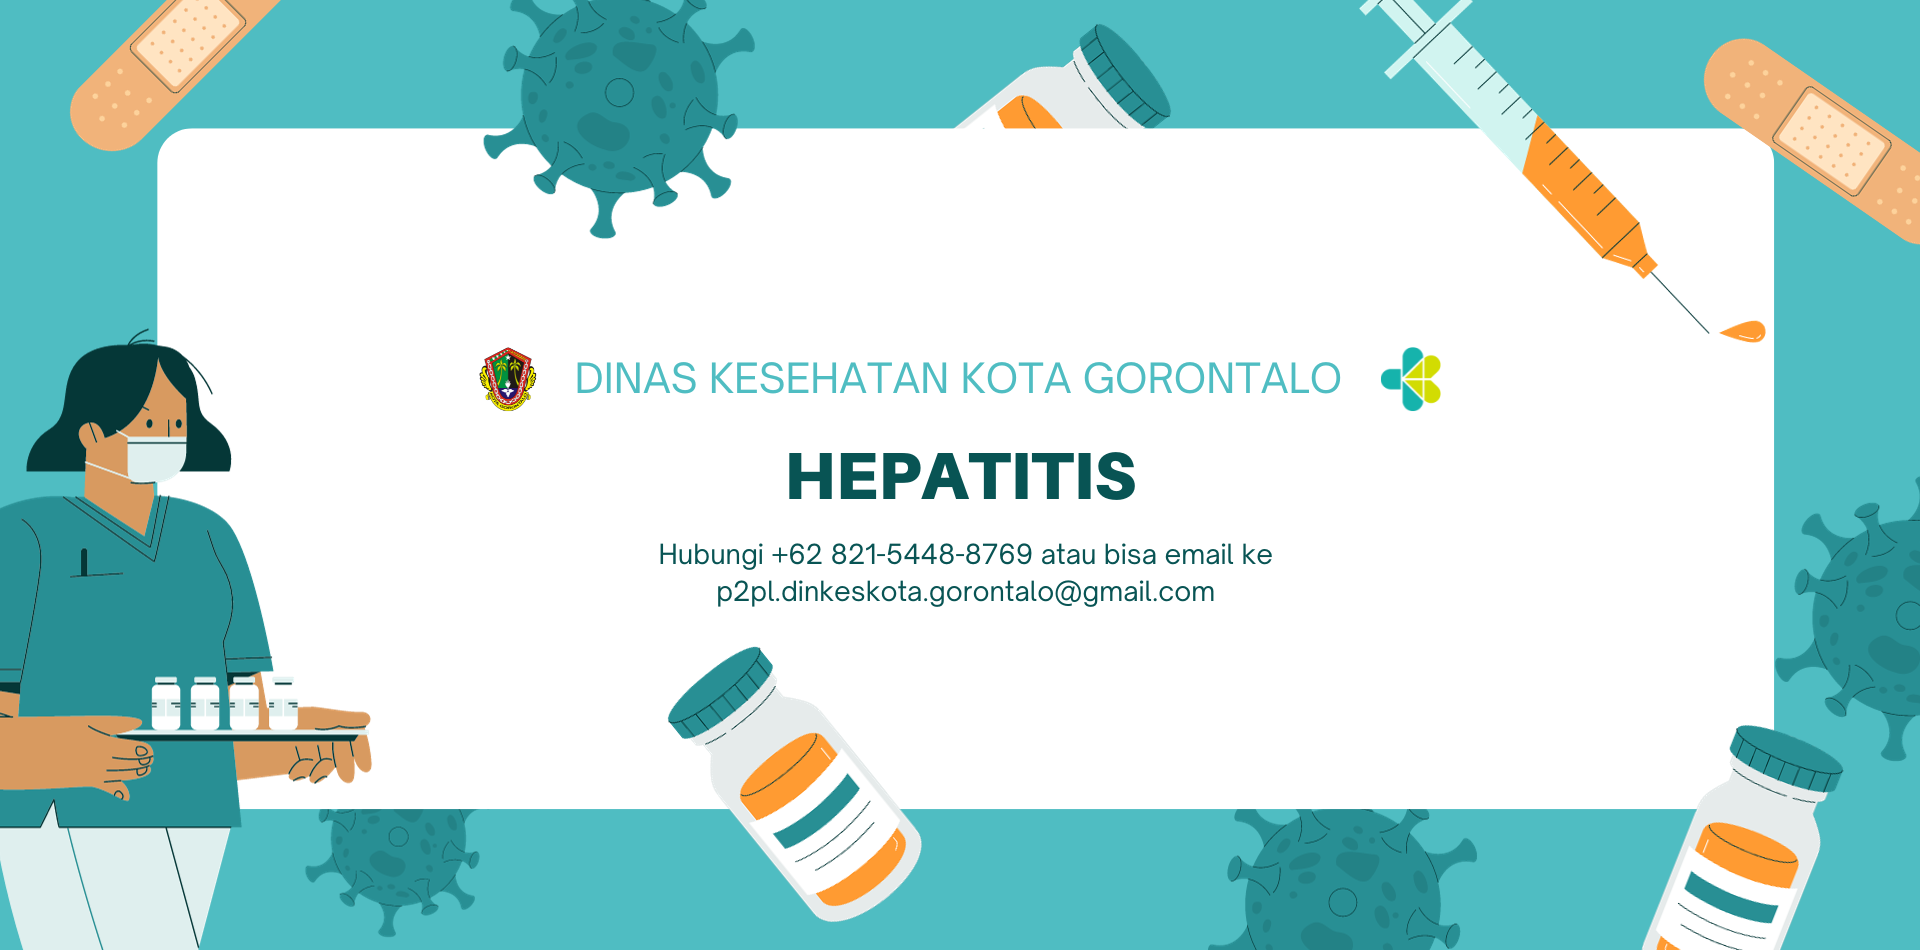 DINAS KESEHATAN KOTA GORONTALO
HEPATITIS
Hubungi +62 821-5448-8769 atau bisa email ke
p2pl.dinkeskota.gorontalo@gmail.com